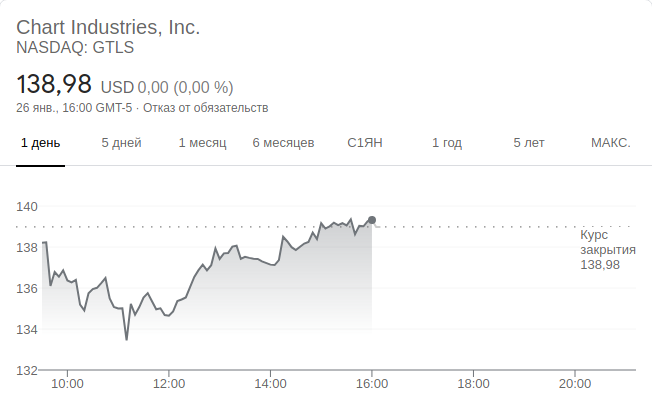 Chart Industries, Inc.
NASDAQ: GTLS
138,98 USD 0,00 (0,00 %)
26 янв., 16:00 GMT-5 · Отказ от обязательств
1 день 5 дней 1 месяц 6 месяцев С1ЯН 1 год 5 лет МАКС.
140
138
136
134
132
Курс
закрытия
138,98
10:00 12:00 14:00 16:00 18:00 20:00